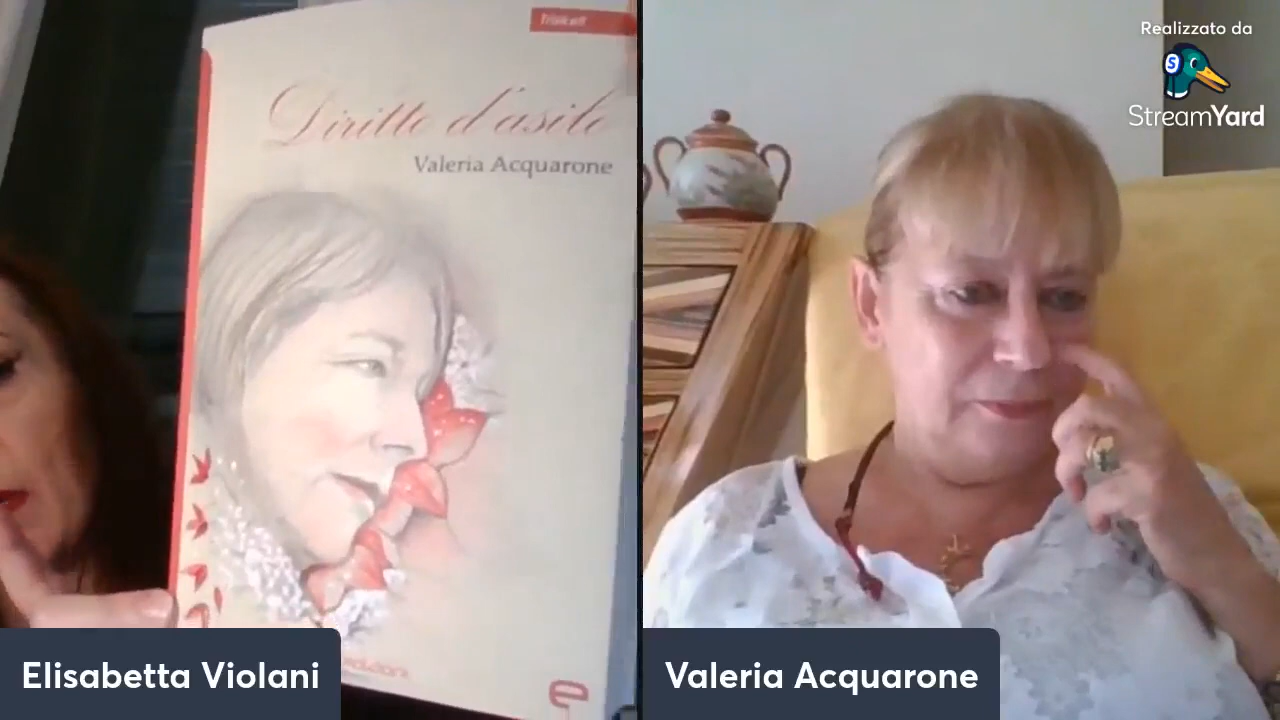 Triskell
Diritto d'asilo
Valeria Acquarone
Realizzato da
StreamYard
Elisabetta Violani
Valeria Acquarone